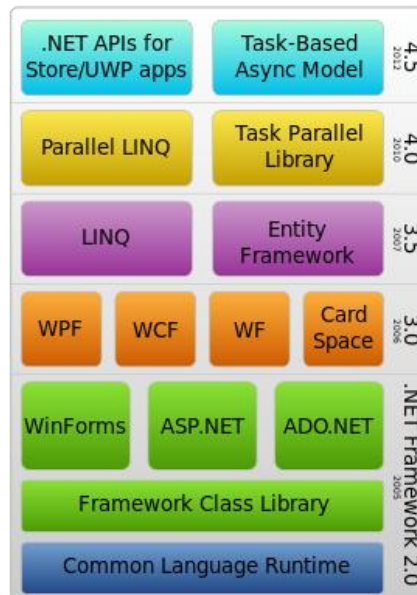 .NET APIs for
Store/UWP apps
Task-Based
Async Model
4.5
2012
Parallel LINQ
Task Parallel
Library
4.0
2010
LINQ
Entity
Framework
3.5
2007
WPF
WCF
WF
Card
Space
3.0
2006
WinForms
ASP.NET
ADO.NET
Framework Class Library
Common Language Runtime
.NET Framework 2.0
2005